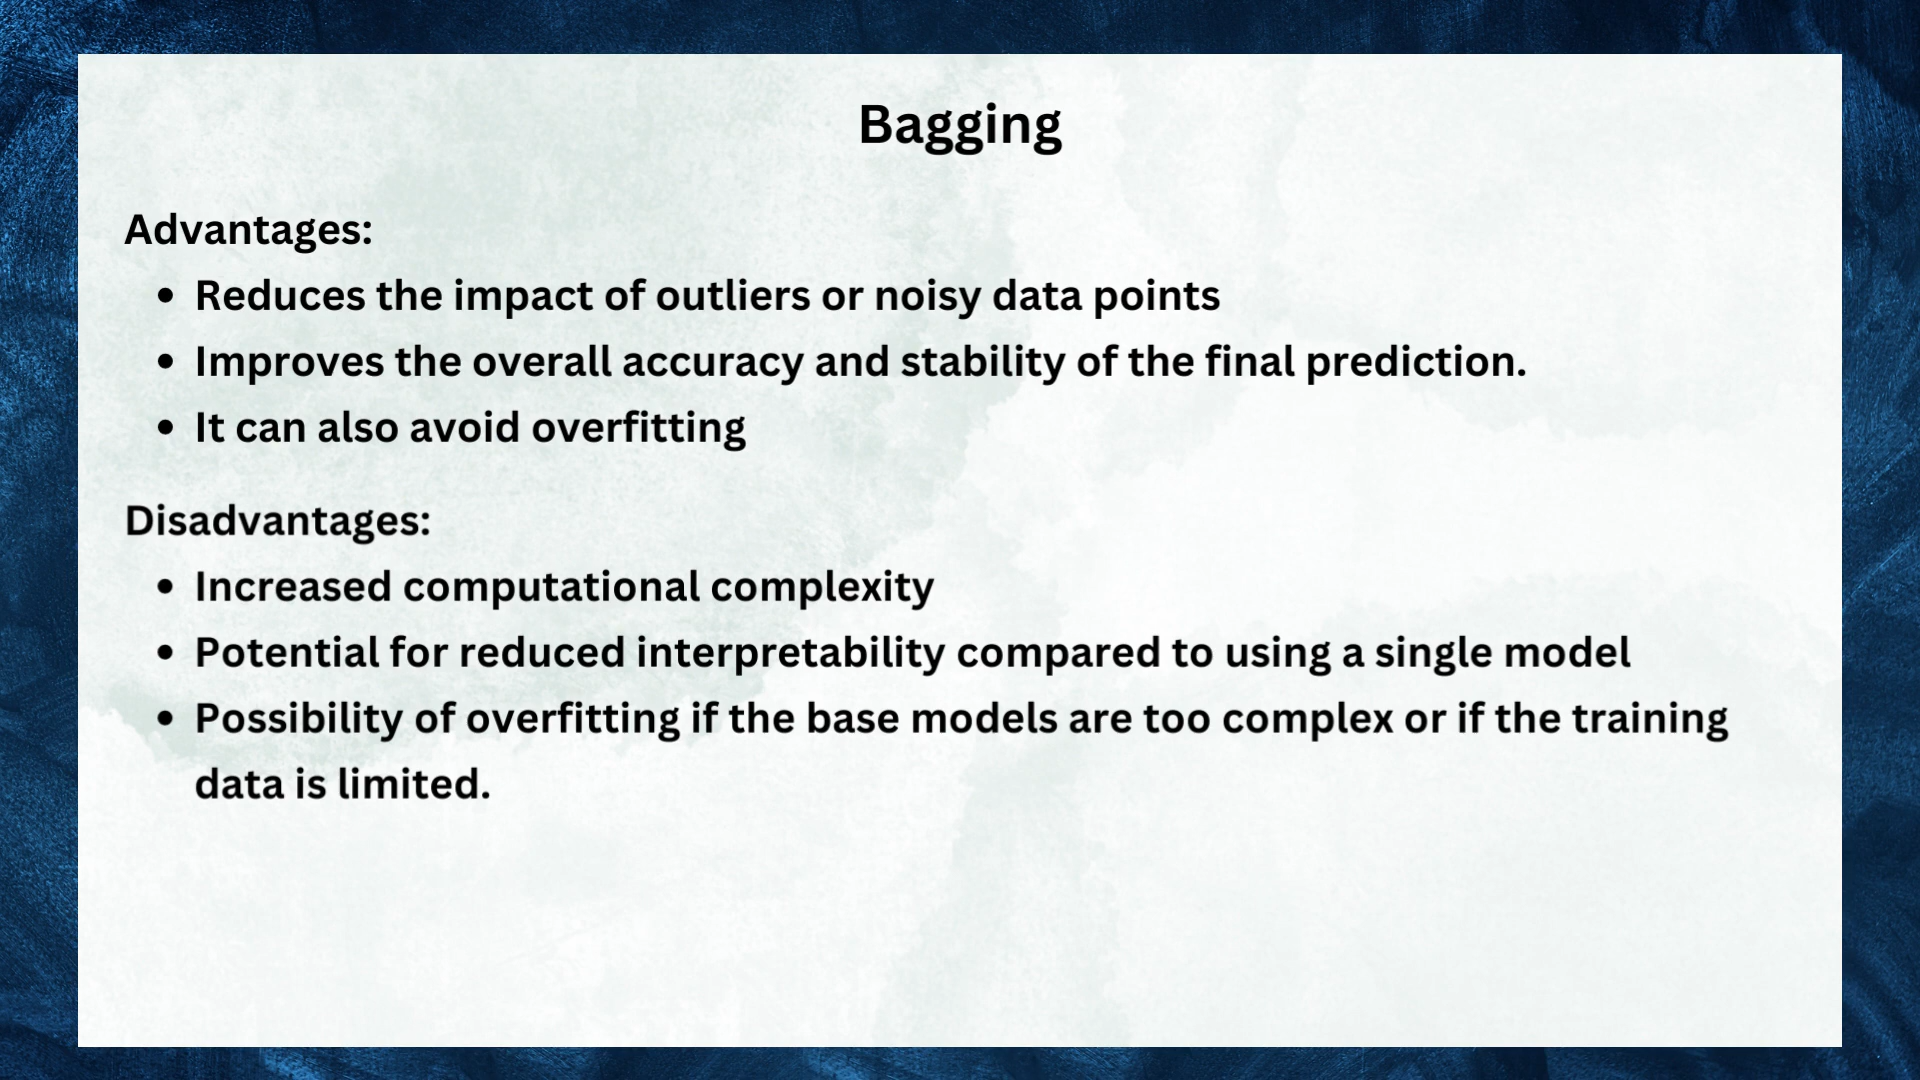 Bagging
Advantages:
• Reduces the impact of outliers or noisy data points
• Improves the overall accuracy and stability of the final prediction.
• It can also avoid overfitting
Disadvantages:
• Increased computational complexity
• Potential for reduced interpretability compared to using a single model
• Possibility of overfitting if the base models are too complex or if the training
data is limited.